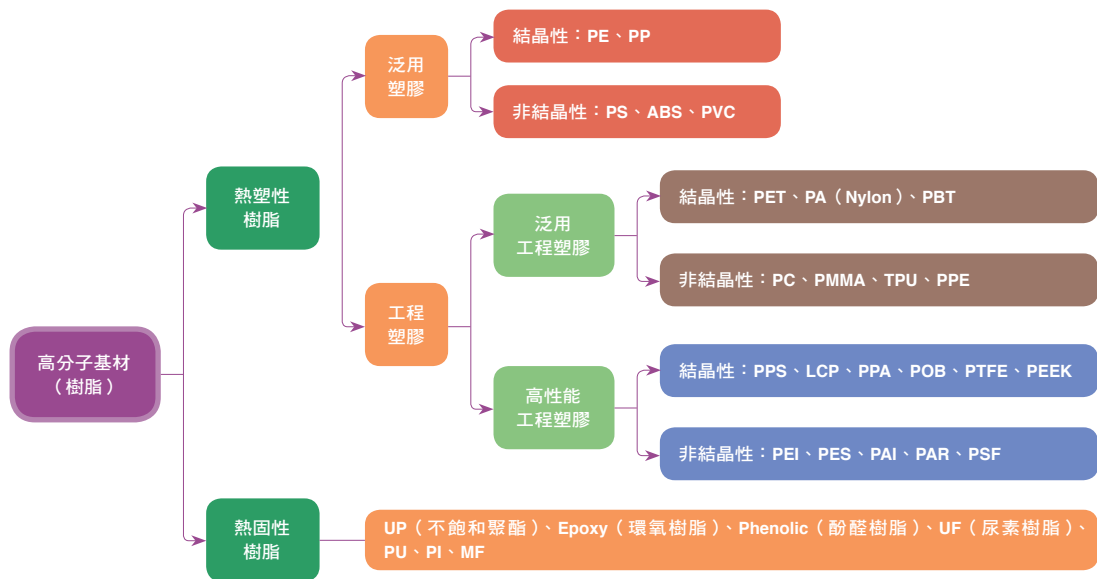 高分子基材
（樹脂）
熱塑性
樹脂
泛用
塑膠
結晶性：PE、PP
非結晶性：PS、ABS、PVC
工程
塑膠
泛用
工程塑膠
結晶性：PET、PA（Nylon）、PBT
非結晶性：PC、PMMA、TPU、PPE
高性能
工程塑膠
結晶性：PPS、LCP、PPA、POB、PTFE、PEEK
非結晶性：PEI、PES、PAI、PAR、PSF
熱固性
樹脂
UP（不飽和聚酯）、Epoxy（環氧樹脂）、Phenolic（酚醛樹脂）、UF（尿素樹脂）、
PU、PI、MF